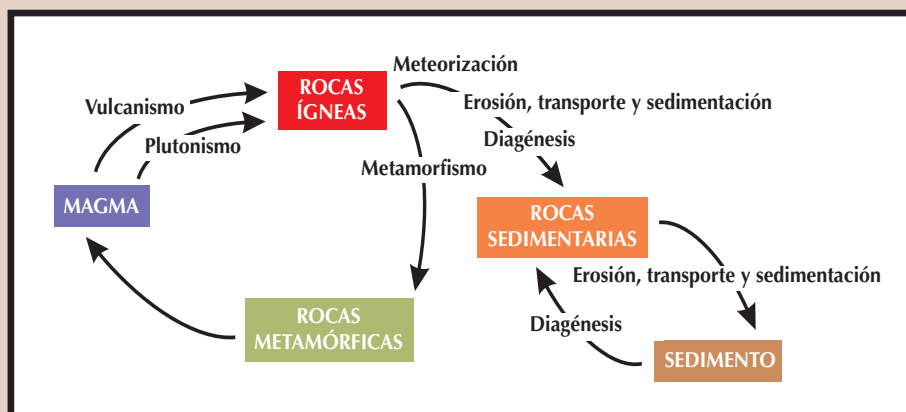 Meteorización
ROCAS
ÍGNEAS
Vulcanismo
Erosión, transporte y sedimentación
Plutonismo
Diagénesis
Metamorfismo
MAGMA
ROCAS
SEDIMENTARIAS
Erosión, transporte y sedimentación
ROCAS
METAMÓRFICAS
Diagénesis
SEDIMENTO